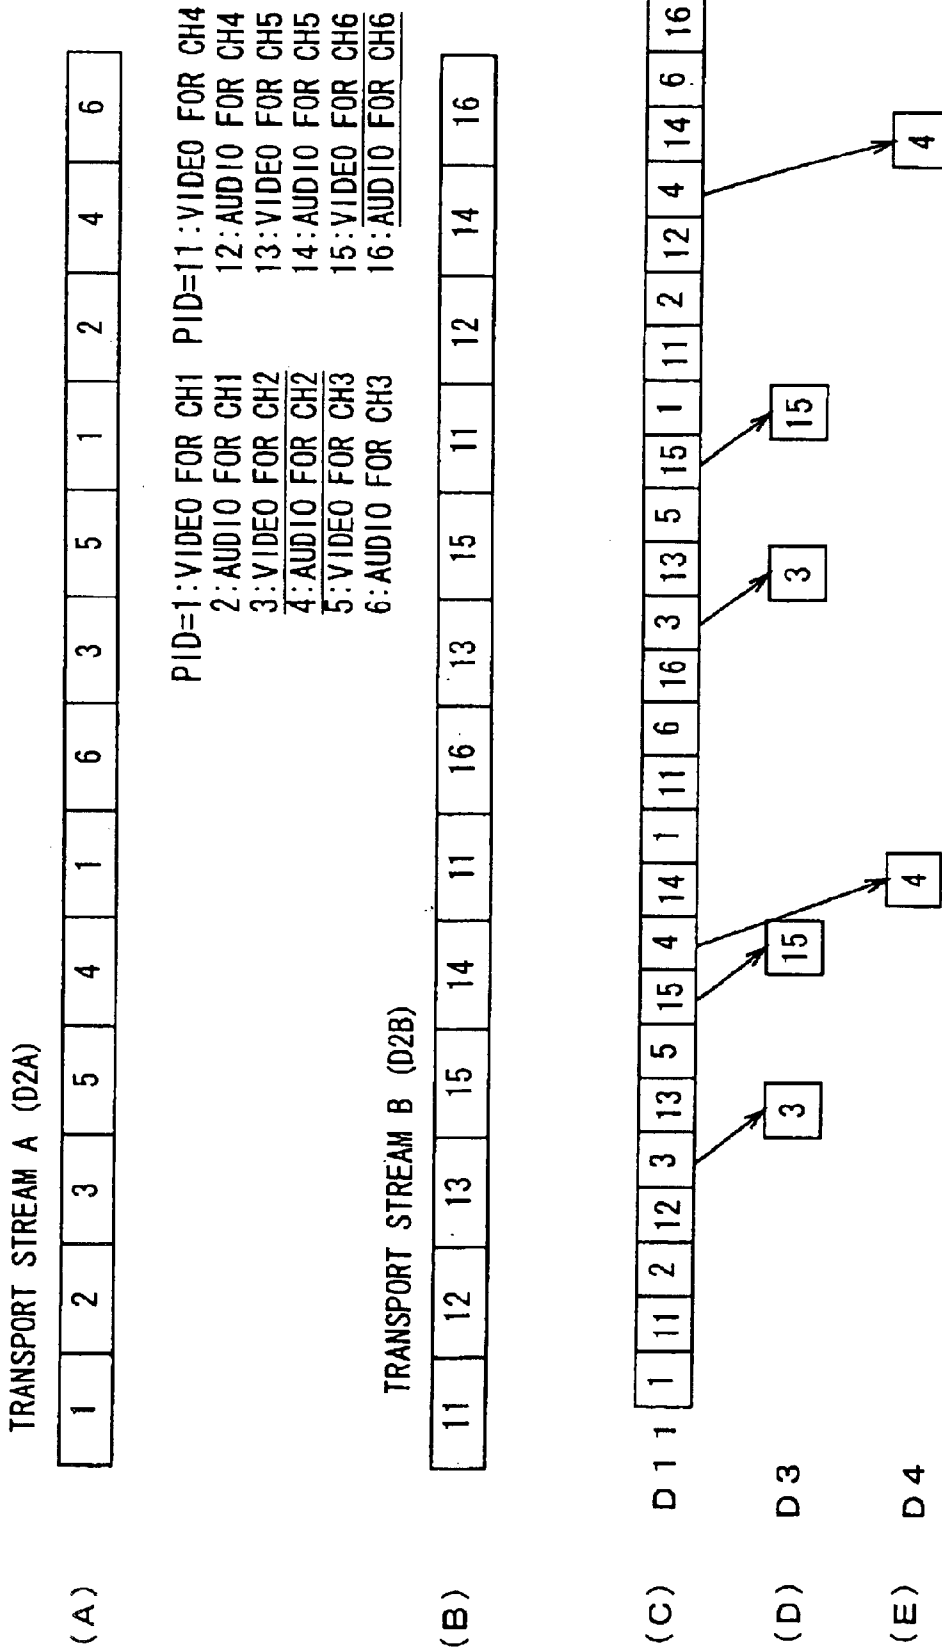 TRANSPORT STREAM A (D2A)
(A) 1 2 3 5 4 1 6 3 5 1 2 4 6
PID=1:VIDEO FOR CH1 PID=11:VIDEO FOR CH4
2:AUDIO FOR CH1 12:AUDIO FOR CH4
3:VIDEO FOR CH2 13:VIDEO FOR CH5
4:AUDIO FOR CH2 14:AUDIO FOR CH5
5:VIDEO FOR CH3 15:VIDEO FOR CH6
6:AUDIO FOR CH3 16:AUDIO FOR CH6
TRANSPORT STREAM B (D2B)
(B) 11 12 13 15 14 11 16 13 15 11 12 14 16
(C) D11 1 11 2 12 3 13 5 15 4 14 1 11 6 16 3 13 5 15 1 11 2 12 4 14 6 16
(D) D3 3 15 3 15
(E) D4 4 4